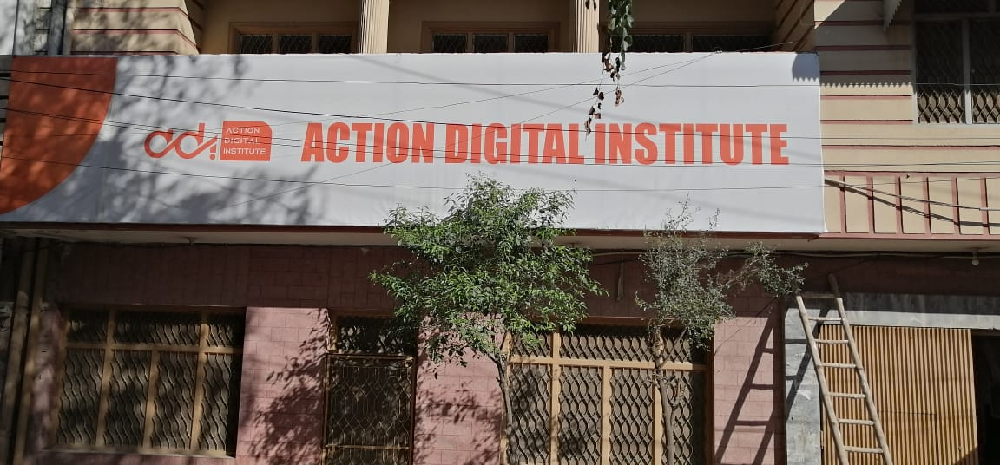 adi
ACTION
DIGITAL
INSTITUTE
ACTION DIGITAL INSTITUTE